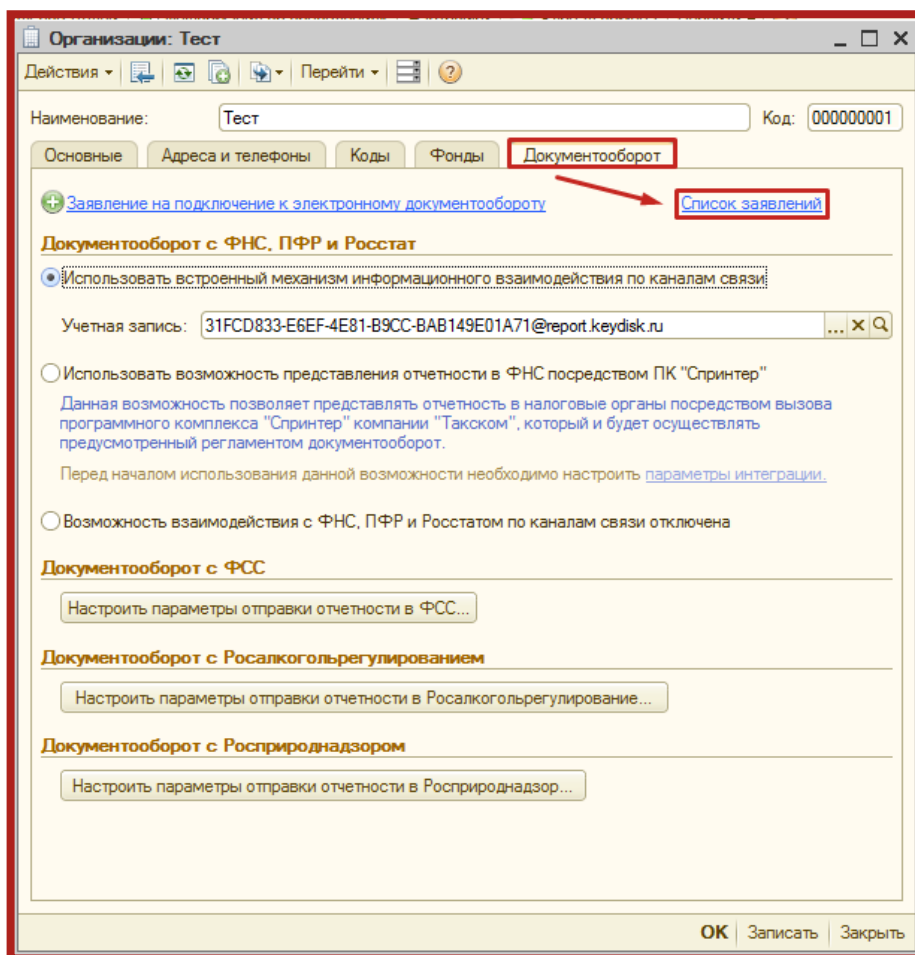 Организации: Тест
Действия Перейти
Наименование: Тест Код: 000000001
Основные Адреса и телефоны Коды Фонды Документооборот
Заявление на подключение к электронному документообороту Список заявлений
Документооборот с ФНС, ПФР и Росстат
Использовать встроенный механизм информационного взаимодействия по каналам связи
Учетная запись: 31FCD833-E6EF-4E81-B9CC-BAB149E01A71@report.keydisk.ru ...
Использовать возможность представления отчетности в ФНС посредством ПК "Спринтер"
Данная возможность позволяет представлять отчетность в налоговые органы посредством вызова
программного комплекса "Спринтер" компании "Такском", который и будет осуществлять
предусмотренный регламентом документооборот.
Перед началом использования данной возможности необходимо настроить параметры интеграции.
Возможность взаимодействия с ФНС, ПФР и Росстатом по каналам связи отключена
Документооборот с ФСС
Настроить параметры отправки отчетности в ФСС...
Документооборот с Росалкогольрегулированием
Настроить параметры отправки отчетности в Росалкогольрегулирование...
Документооборот с Росприроднадзором
Настроить параметры отправки отчетности в Росприроднадзор...
OK Записать Закрыть